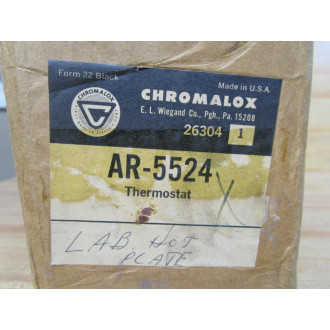 Form 22 Black
Made in U.S.A.
CHROMALOX
E. L. Wiegand Co., Pgh., Pa. 15208
26304 1
AR-5524 X
Thermostat
LAB HOT
PLATE